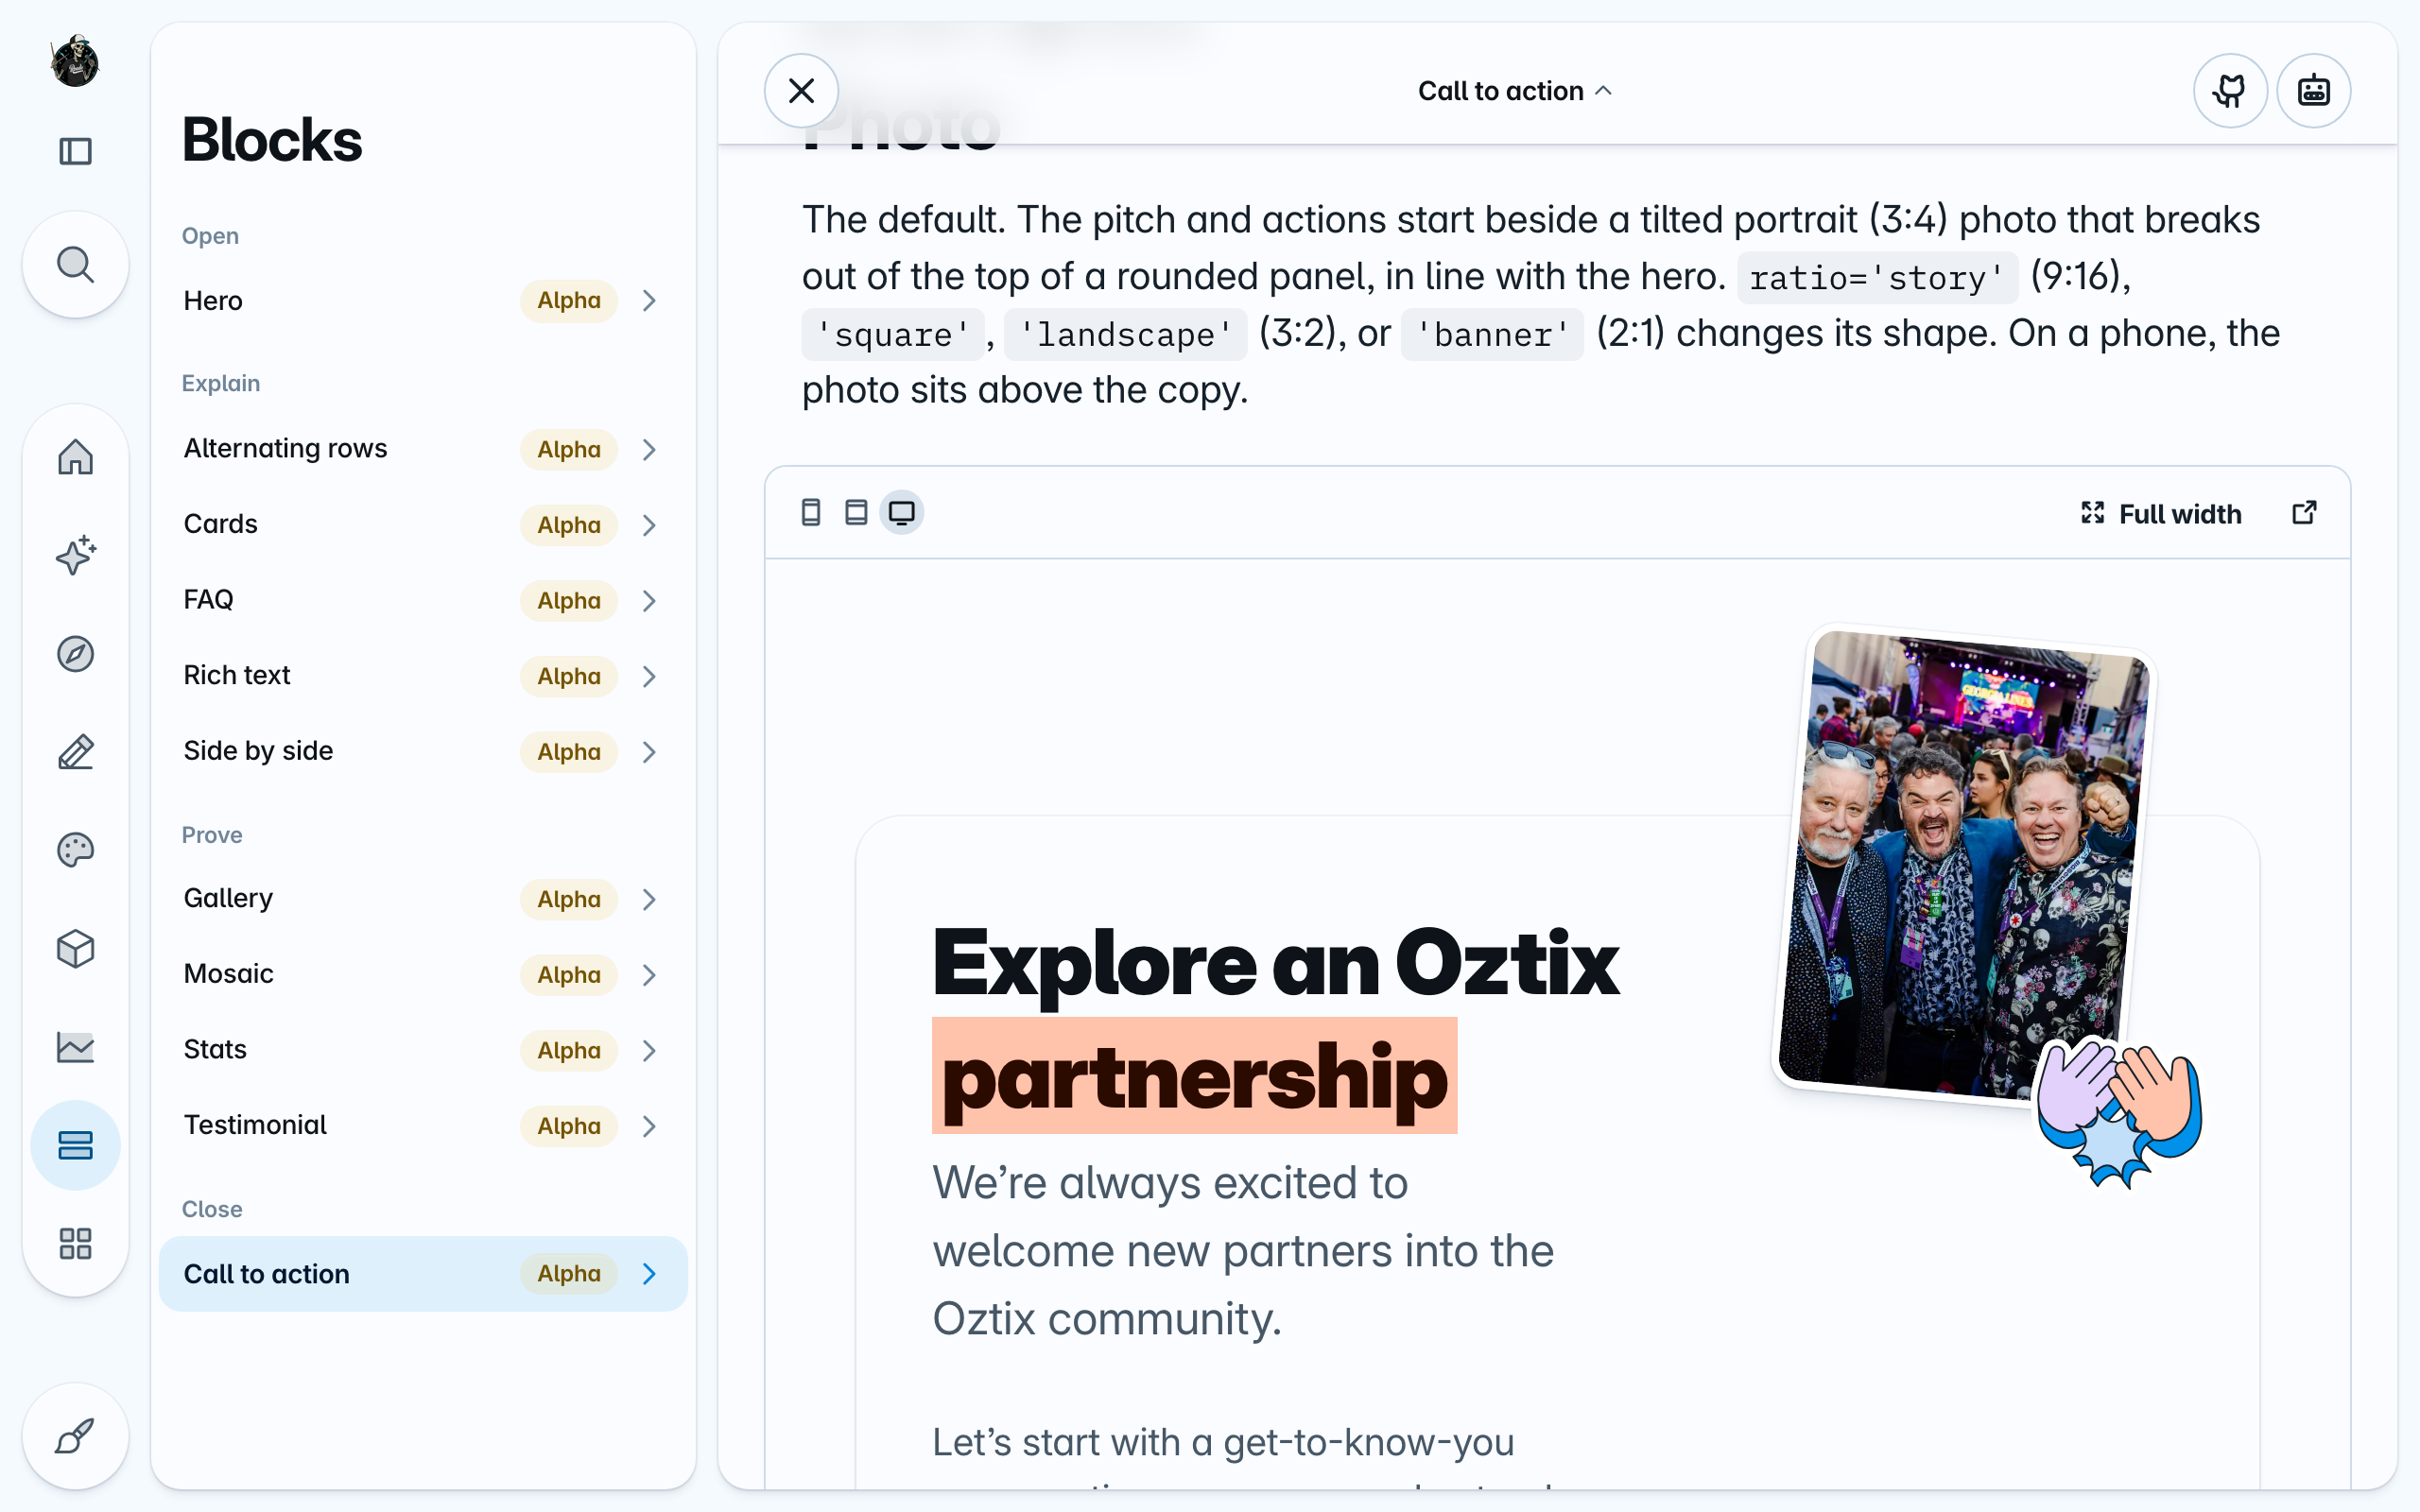 Blocks
Open
Hero Alpha
Explain
Alternating rows Alpha
Cards Alpha
FAQ Alpha
Rich text Alpha
Side by side Alpha
Prove
Gallery Alpha
Mosaic Alpha
Stats Alpha
Testimonial Alpha
Close
Call to action Alpha
Call to action
Photo
The default. The pitch and actions start beside a tilted portrait (3:4) photo that breaks
out of the top of a rounded panel, in line with the hero. ratio='story' (9:16),
'square', 'landscape' (3:2), or 'banner' (2:1) changes its shape. On a phone, the
photo sits above the copy.
Full width
Explore an Oztix
partnership
We’re always excited to
welcome new partners into the
Oztix community.
Let’s start with a get-to-know-you